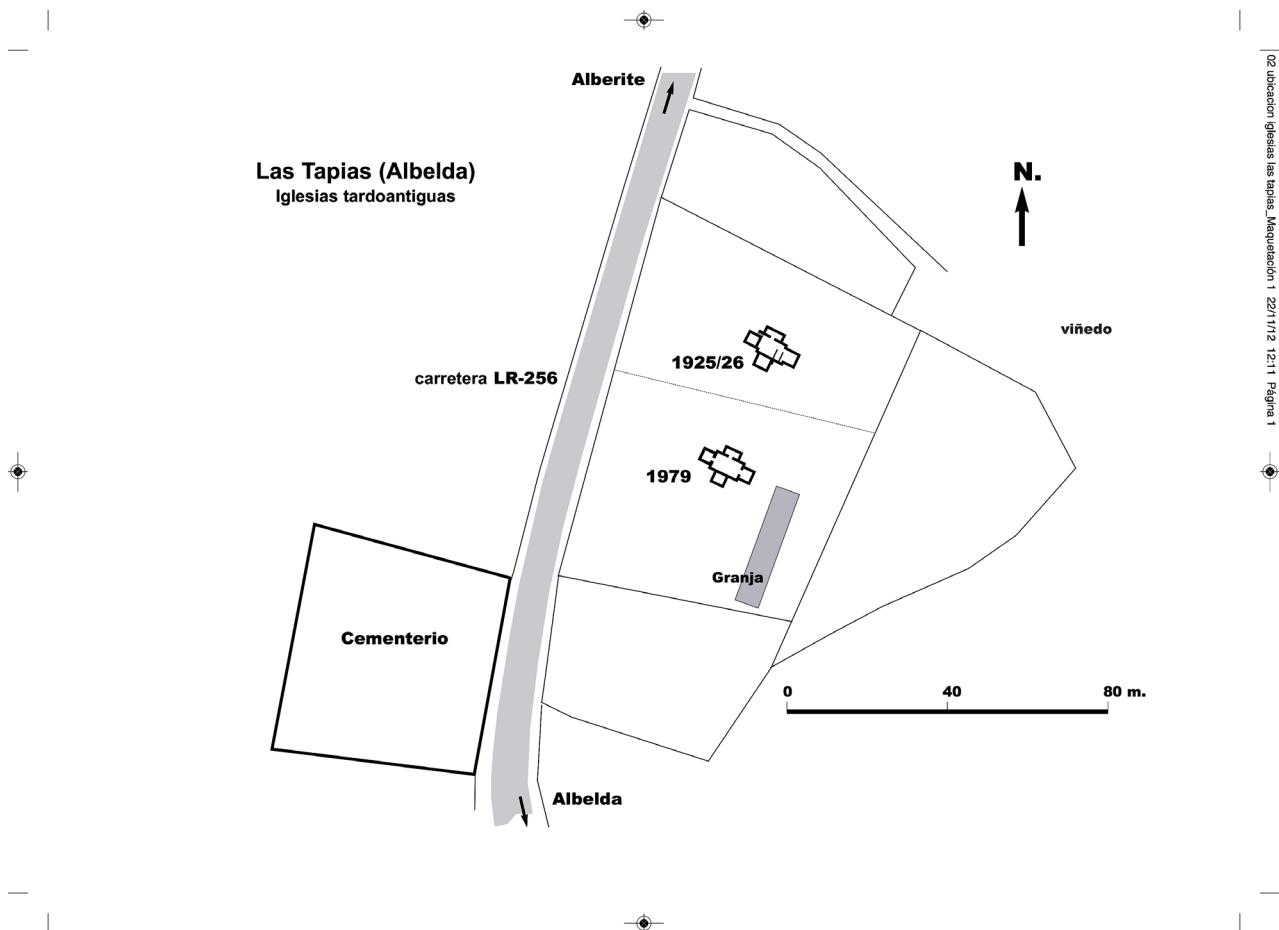 Alberite
Las Tapias (Albelda)
Iglesias tardoantiguas
N.
viñedo
1925/26
carretera LR-256
1979
Granja
Cementerio
0 40 80 m.
Albelda
02 ubicacion iglesias las tapias_Maquetación 1 22/11/12 12:11 Página 1